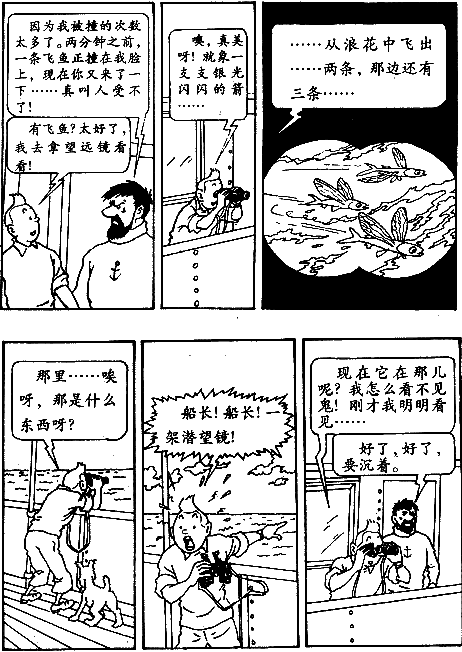 因为我被撞的次数
太多了。两分钟之前，
一条飞鱼正撞在我脸
上，现在你又来了一
下……真叫人受不
了！
有飞鱼？太好了，
我去拿望远镜看
看！
噢，真美
呀！就象一
支支银光
闪闪的箭
……
……从浪花中飞出
……两条，那边还有
三条……
那里……唉
呀，那是什么
东西呀？
船长！船长！一
架潜望镜！
现在它在那儿
呢？我怎么看不见
鬼！刚才我明明看
见……
好了，好了，
要沉着。